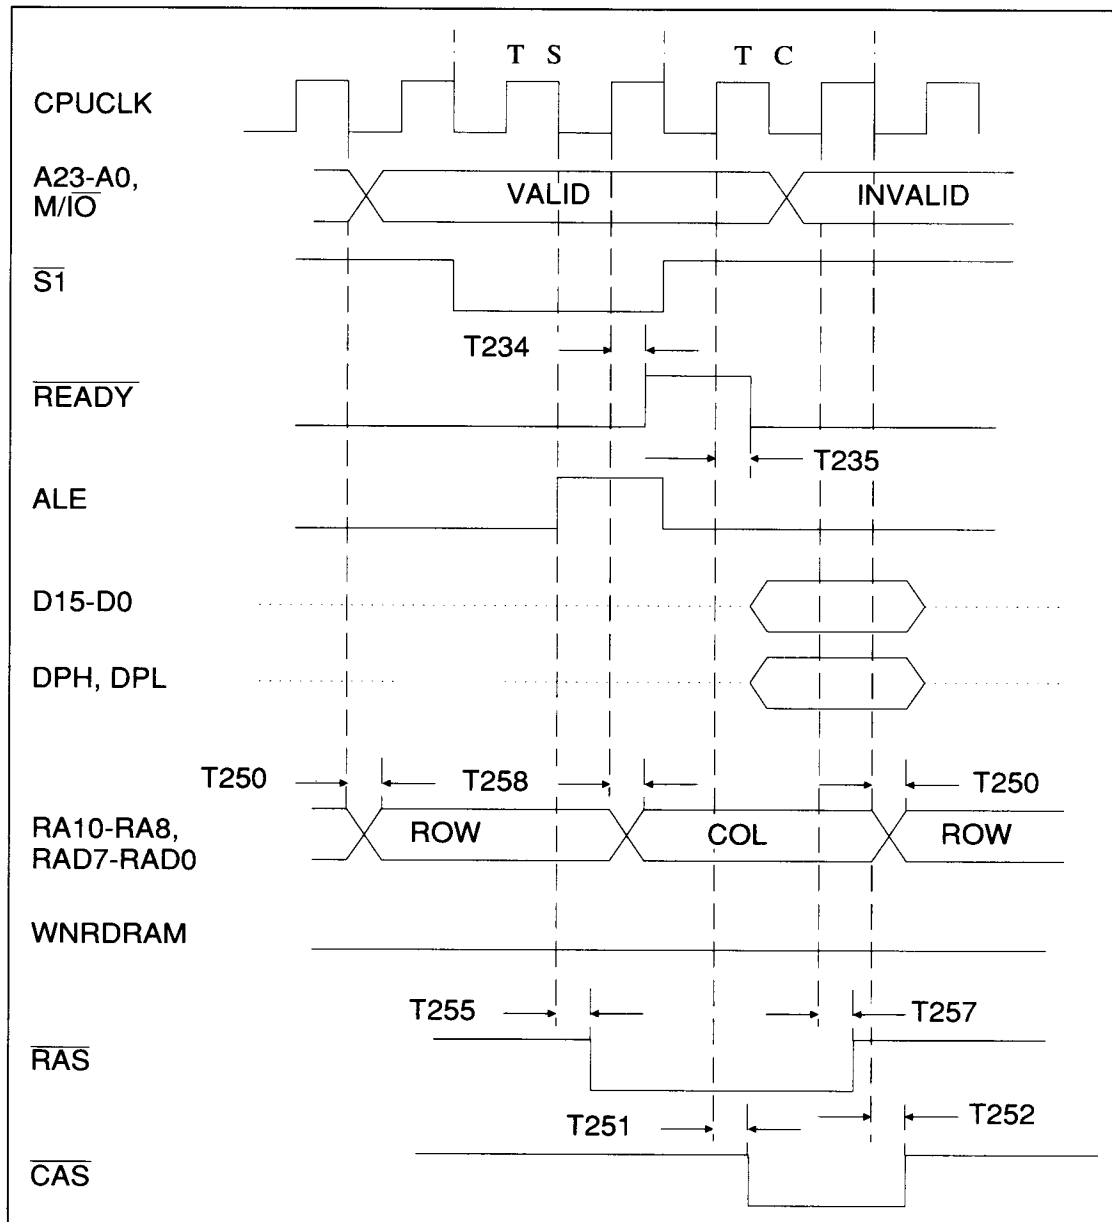 T S
T C
CPUCLK
A23-A0,
M/IO
VALID
INVALID
S1
T234
READY
T235
ALE
D15-D0
DPH, DPL
T250
T258
T250
RA10-RA8,
RAD7-RAD0
ROW
COL
ROW
WNRDRAM
T255
T257
RAS
T251
T252
CAS